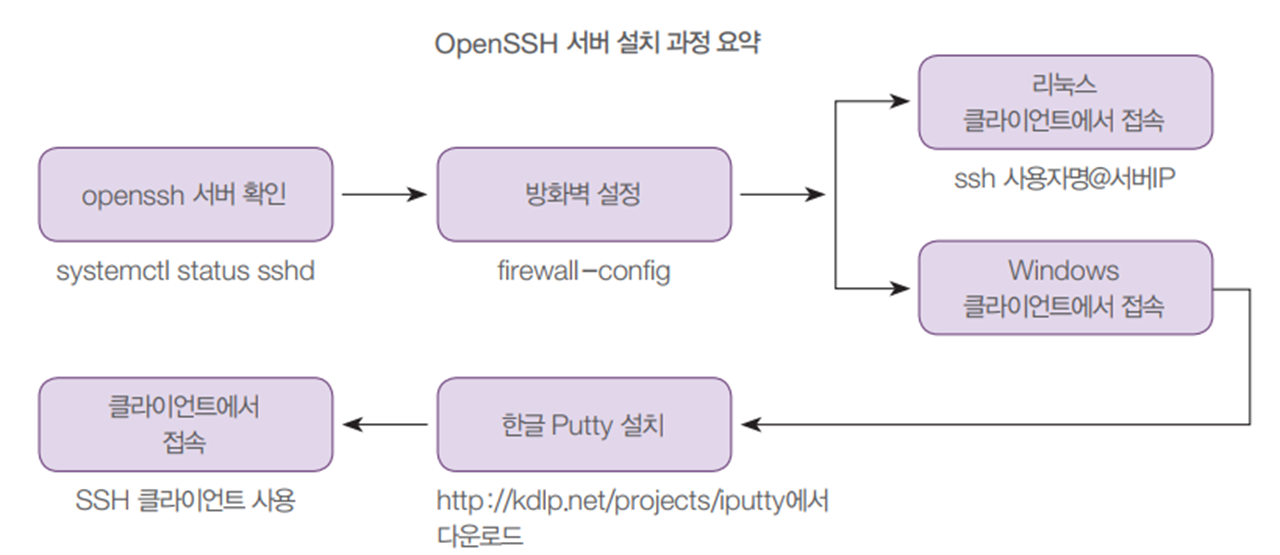 OpenSSH 서버 설치 과정 요약
openssh 서버 확인
systemctl status sshd
방화벽 설정
firewall-config
리눅스
클라이언트에서 접속
ssh 사용자명@서버IP
Windows
클라이언트에서 접속
한글 Putty 설치
http://kdlp.net/projects/iputty에서
다운로드
클라이언트에서
접속
SSH 클라이언트 사용